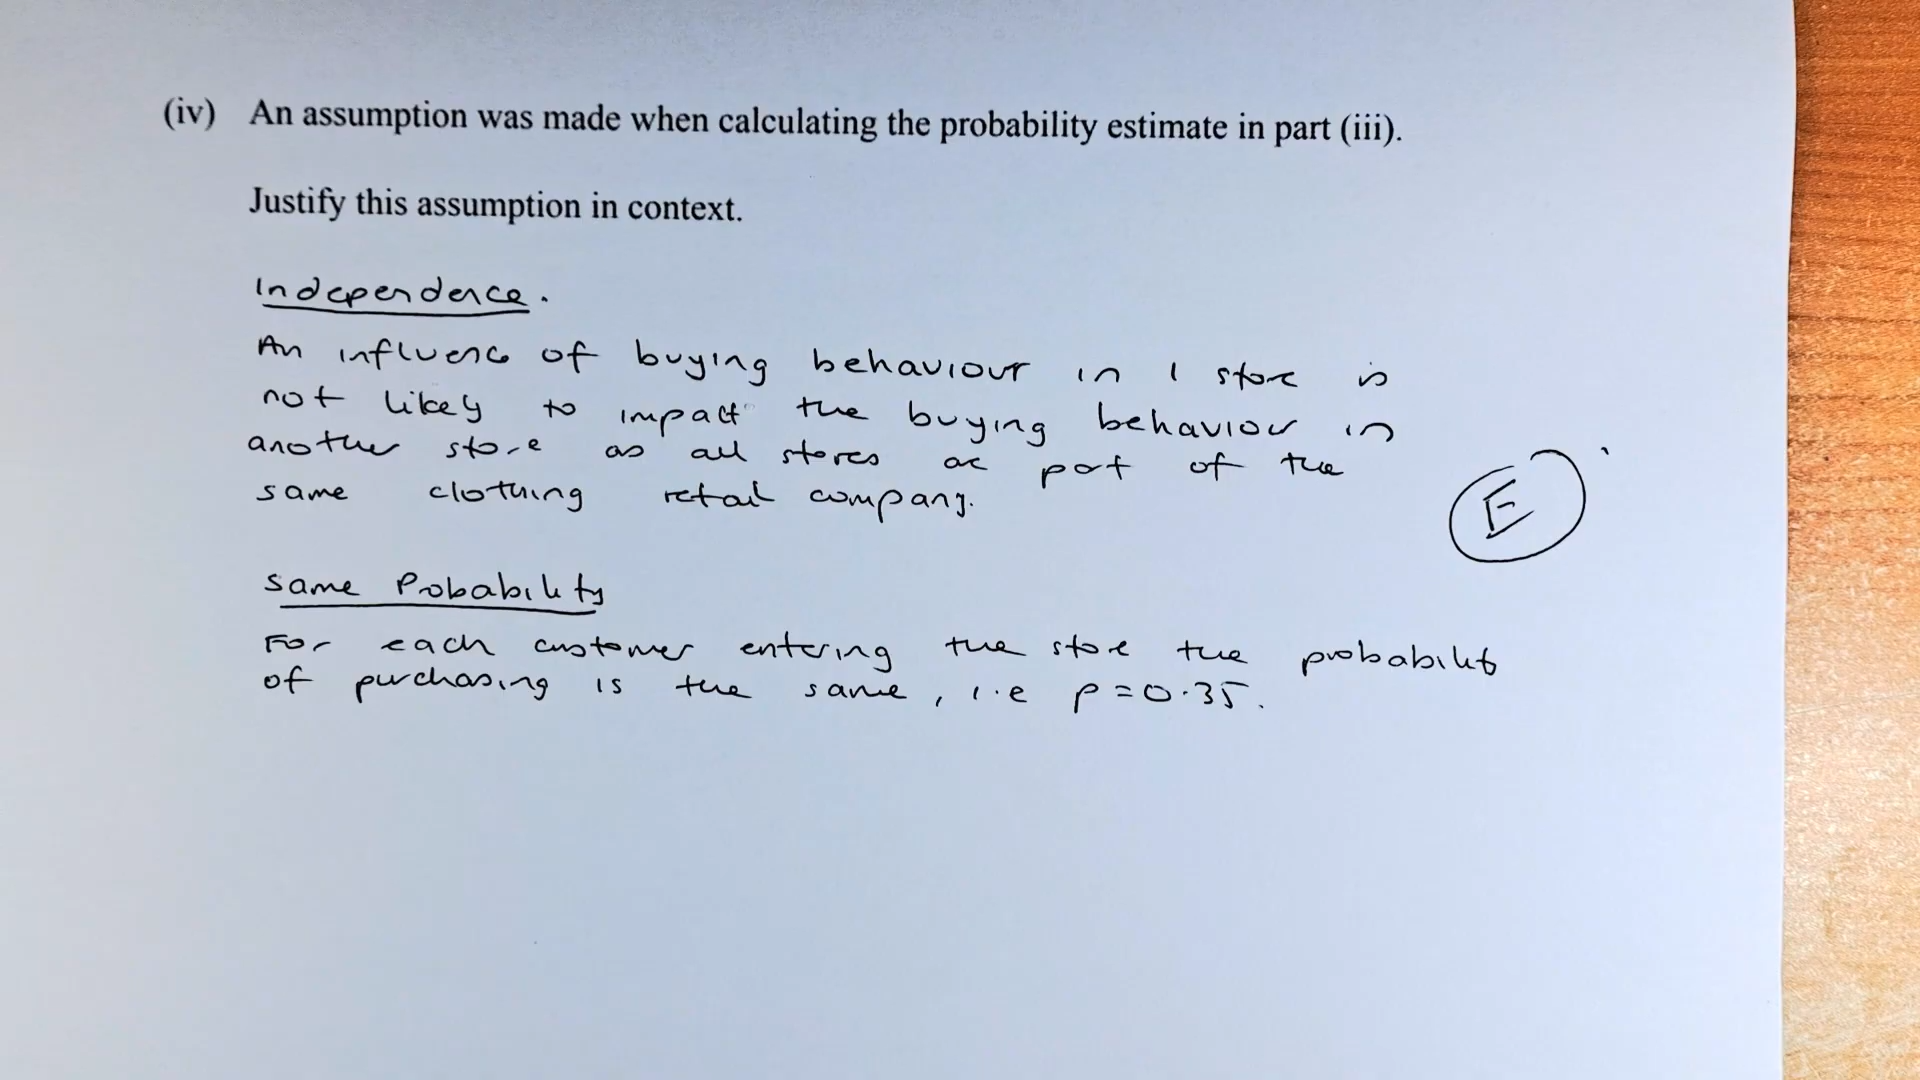 (iv) An assumption was made when calculating the probability estimate in part (iii).
Justify this assumption in context.
Independence.
An influence of buying behaviour in 1 store is
not likely to impact the buying behaviour in
another store as all stores are part of the
same clothing retail company.
E
Same Probability
For each customer entering the store the probability
of purchasing is the same, i.e p=0.35.